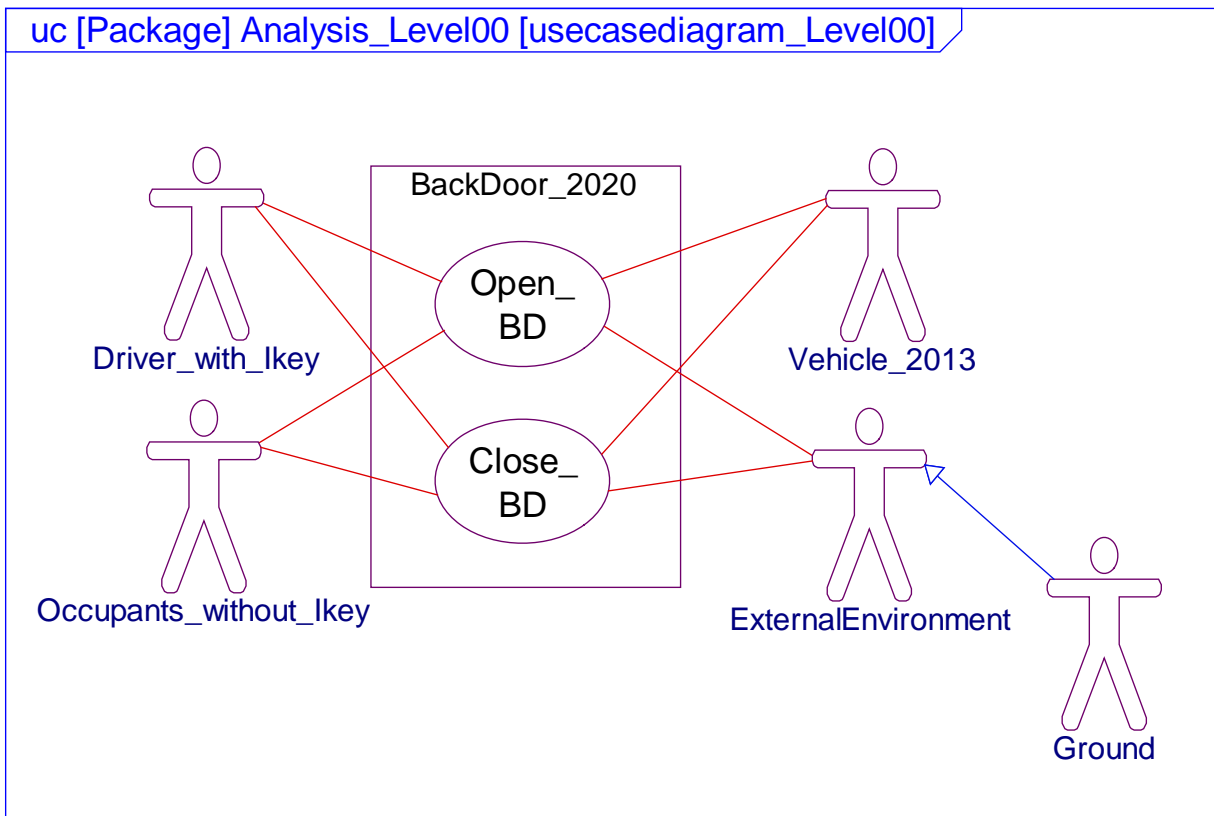 uc [Package] Analysis_Level00 [usecasediagram_Level00]
BackDoor_2020
Open_
BD
Driver_with_Ikey
Vehicle_2013
Close_
BD
Occupants_without_Ikey
ExternalEnvironment
Ground